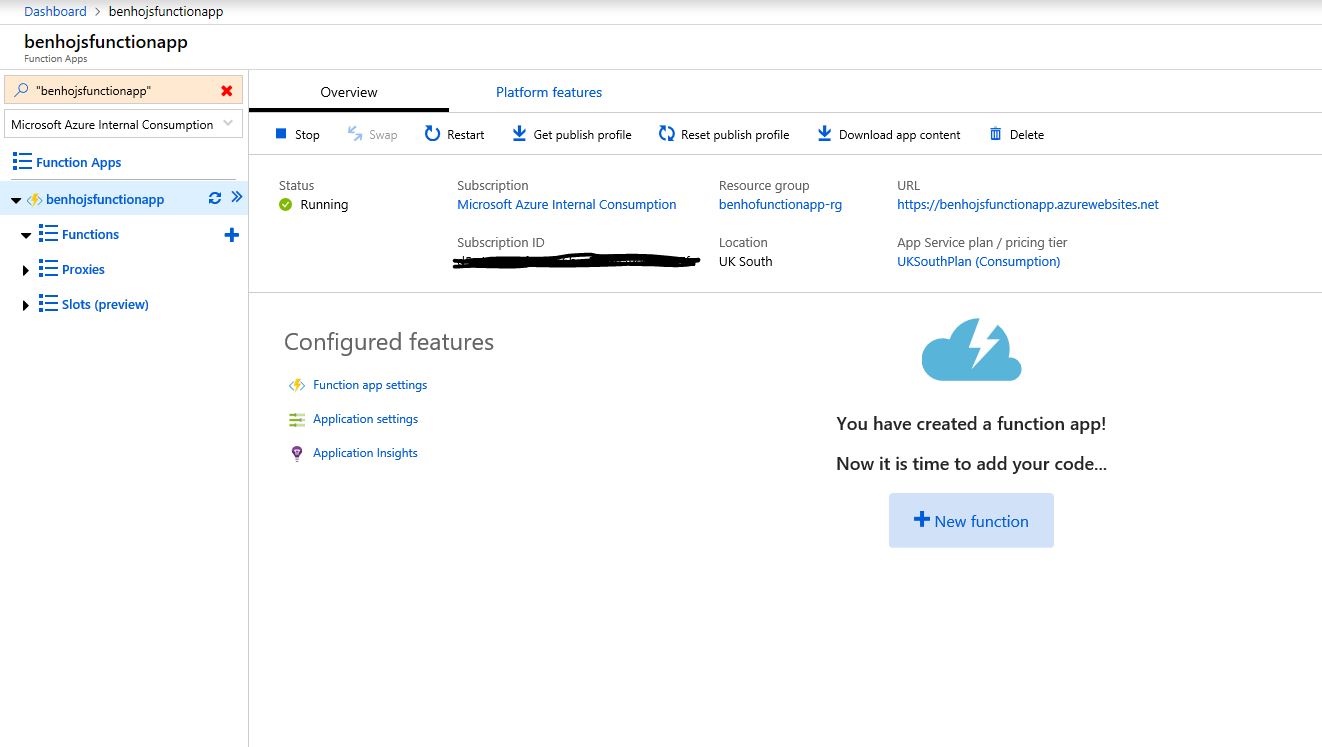 Dashboard > benhojsfunctionapp
benhojsfunctionapp
Function Apps
"benhojsfunctionapp"
Microsoft Azure Internal Consumption
Function Apps
benhojsfunctionapp
Functions
Proxies
Slots (preview)
Overview Platform features
Stop Swap Restart Get publish profile Reset publish profile Download app content Delete
Status Subscription Resource group URL
Running Microsoft Azure Internal Consumption benhofunctionapp-rg https://benhojsfunctionapp.azurewebsites.net
Subscription ID Location App Service plan / pricing tier
UK South UKSouthPlan (Consumption)
Configured features
Function app settings
Application settings
Application Insights
You have created a function app!
Now it is time to add your code...
New function